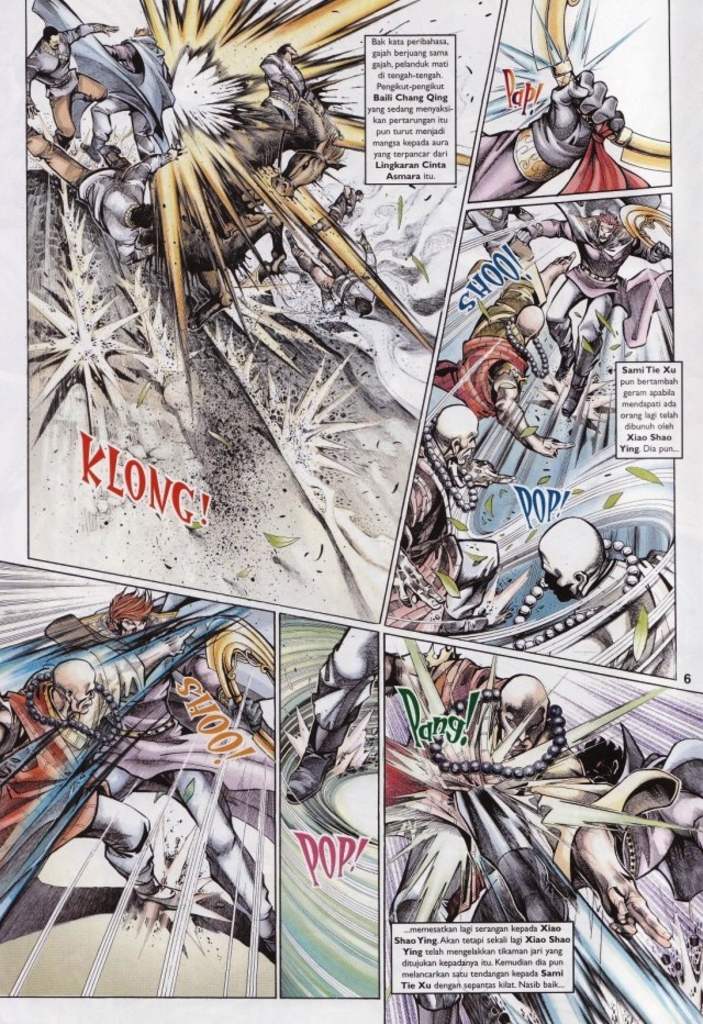 Bak kata peribahasa,
gajah berjuang sama
gajah, pelanduk mati
di tengah-tengah.
Pengikut-pengikut
Baili Chang Qing
yang sedang menyaksi-
kan pertarungan itu
pun turut menjadi
mangsa kepada aura
yang terpancar dari
Lingkaran Cinta
Asmara itu.
KLONG!
Pap!
SHOO!
Sami Tie Xu
pun bertambah
geram apabila
mendapati ada
orang lagi telah
dibunuh oleh
Xiao Shao
Ying. Dia pun...
POP!
6
SHOO!
POP!
Pang!
...memesatkan lagi serangan kepada Xiao
Shao Ying. Akan tetapi sekali lagi Xiao Shao
Ying telah mengelakkan tikaman jari yang
ditujukan kepadanya itu. Kemudian dia pun
melancarkan satu tendangan kepada Sami
Tie Xu dengan sepantas kilat. Nasib baik...